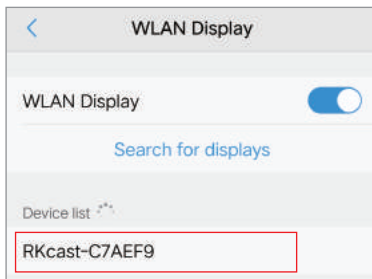 WLAN Display
WLAN Display
Search for displays
Device list
RKcast-C7AEF9